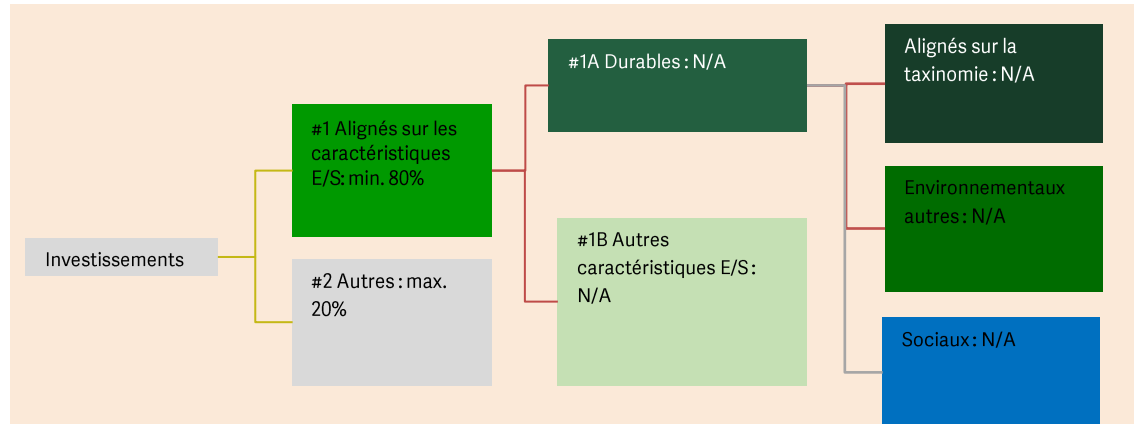 Investissements
#1 Alignés sur les
caractéristiques
E/S: min. 80%
#2 Autres : max.
20%
#1A Durables : N/A
#1B Autres
caractéristiques E/S :
N/A
Alignés sur la
taxinomie : N/A
Environnementaux
autres : N/A
Sociaux : N/A